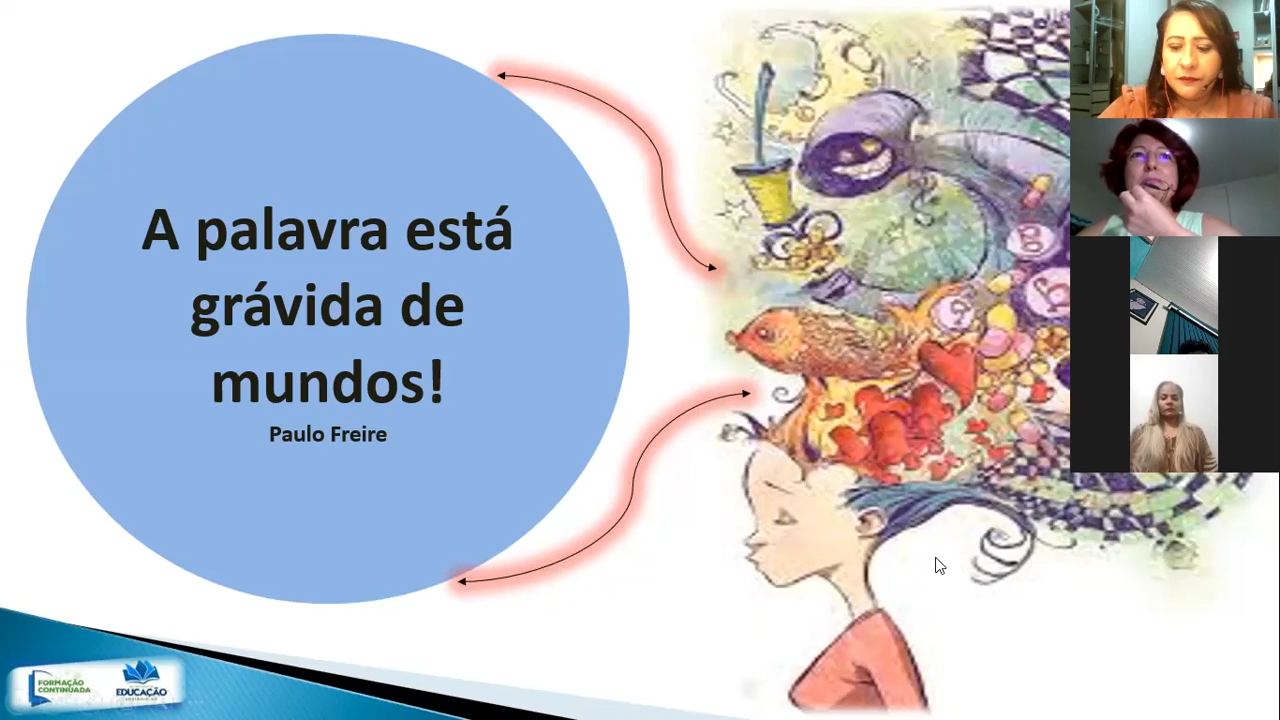 A palavra está
grávida de
mundos!
Paulo Freire
FORMAÇÃO
CONTINUADA
EDUCAÇÃO